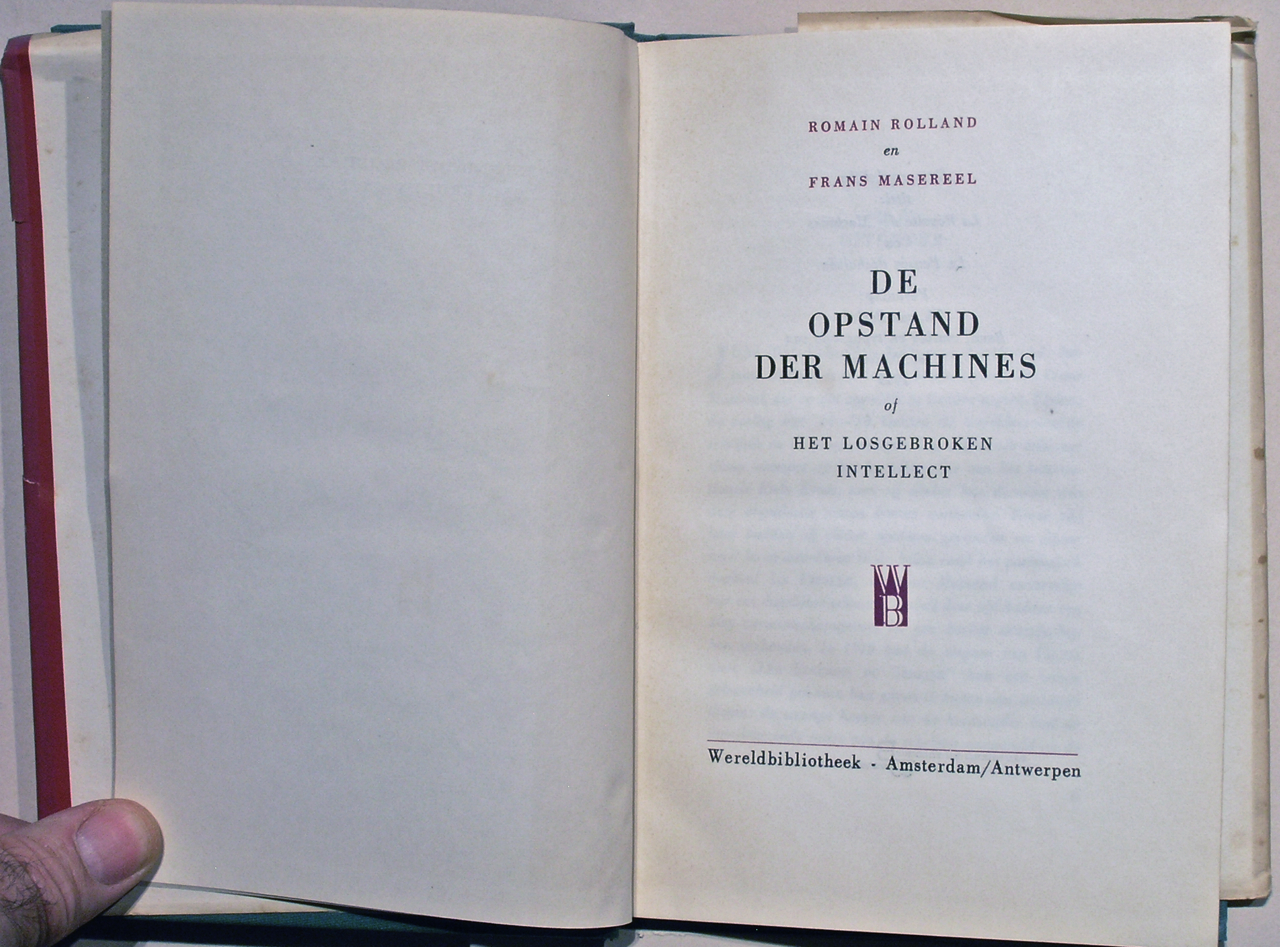 ROMAIN ROLLAND
en
FRANS MASEREEL
DE
OPSTAND
DER MACHINES
of
HET LOSGEBROKEN
INTELLECT
WB
Wereldbibliotheek - Amsterdam/Antwerpen